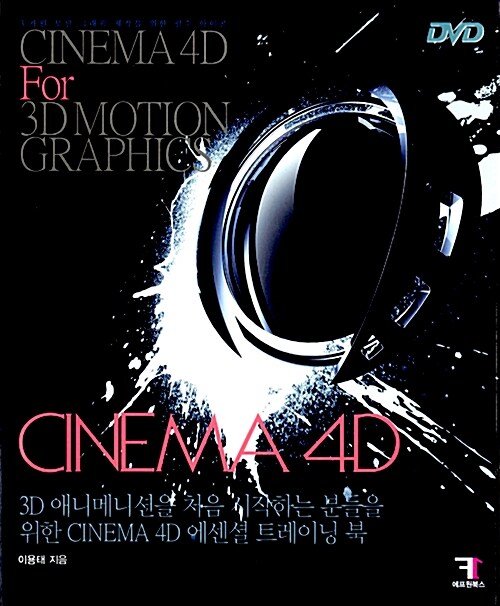 DVD
CINEMA 4D
For
3D MOTION
GRAPHICS
CINEMA 4D
3D 애니메니션을 처음 시작하는 분들을
위한 CINEMA 4D 에센셜 트레이닝 북
이용태 지음
에프원북스